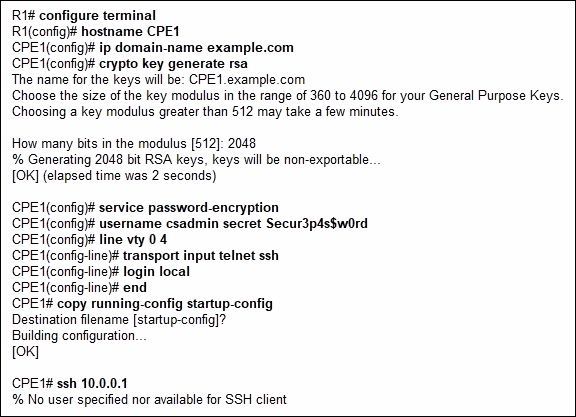 R1# configure terminal
R1(config)# hostname CPE1
CPE1(config)# ip domain-name example.com
CPE1(config)# crypto key generate rsa
The name for the keys will be: CPE1.example.com
Choose the size of the key modulus in the range of 360 to 4096 for your General Purpose Keys.
Choosing a key modulus greater than 512 may take a few minutes.
How many bits in the modulus [512]: 2048
% Generating 2048 bit RSA keys, keys will be non-exportable...
[OK] (elapsed time was 2 seconds)
CPE1(config)# service password-encryption
CPE1(config)# username csadmin secret Secur3p4s$w0rd
CPE1(config)# line vty 0 4
CPE1(config-line)# transport input telnet ssh
CPE1(config-line)# login local
CPE1(config-line)# end
CPE1# copy running-config startup-config
Destination filename [startup-config]?
Building configuration...
[OK]
CPE1# ssh 10.0.0.1
% No user specified nor available for SSH client